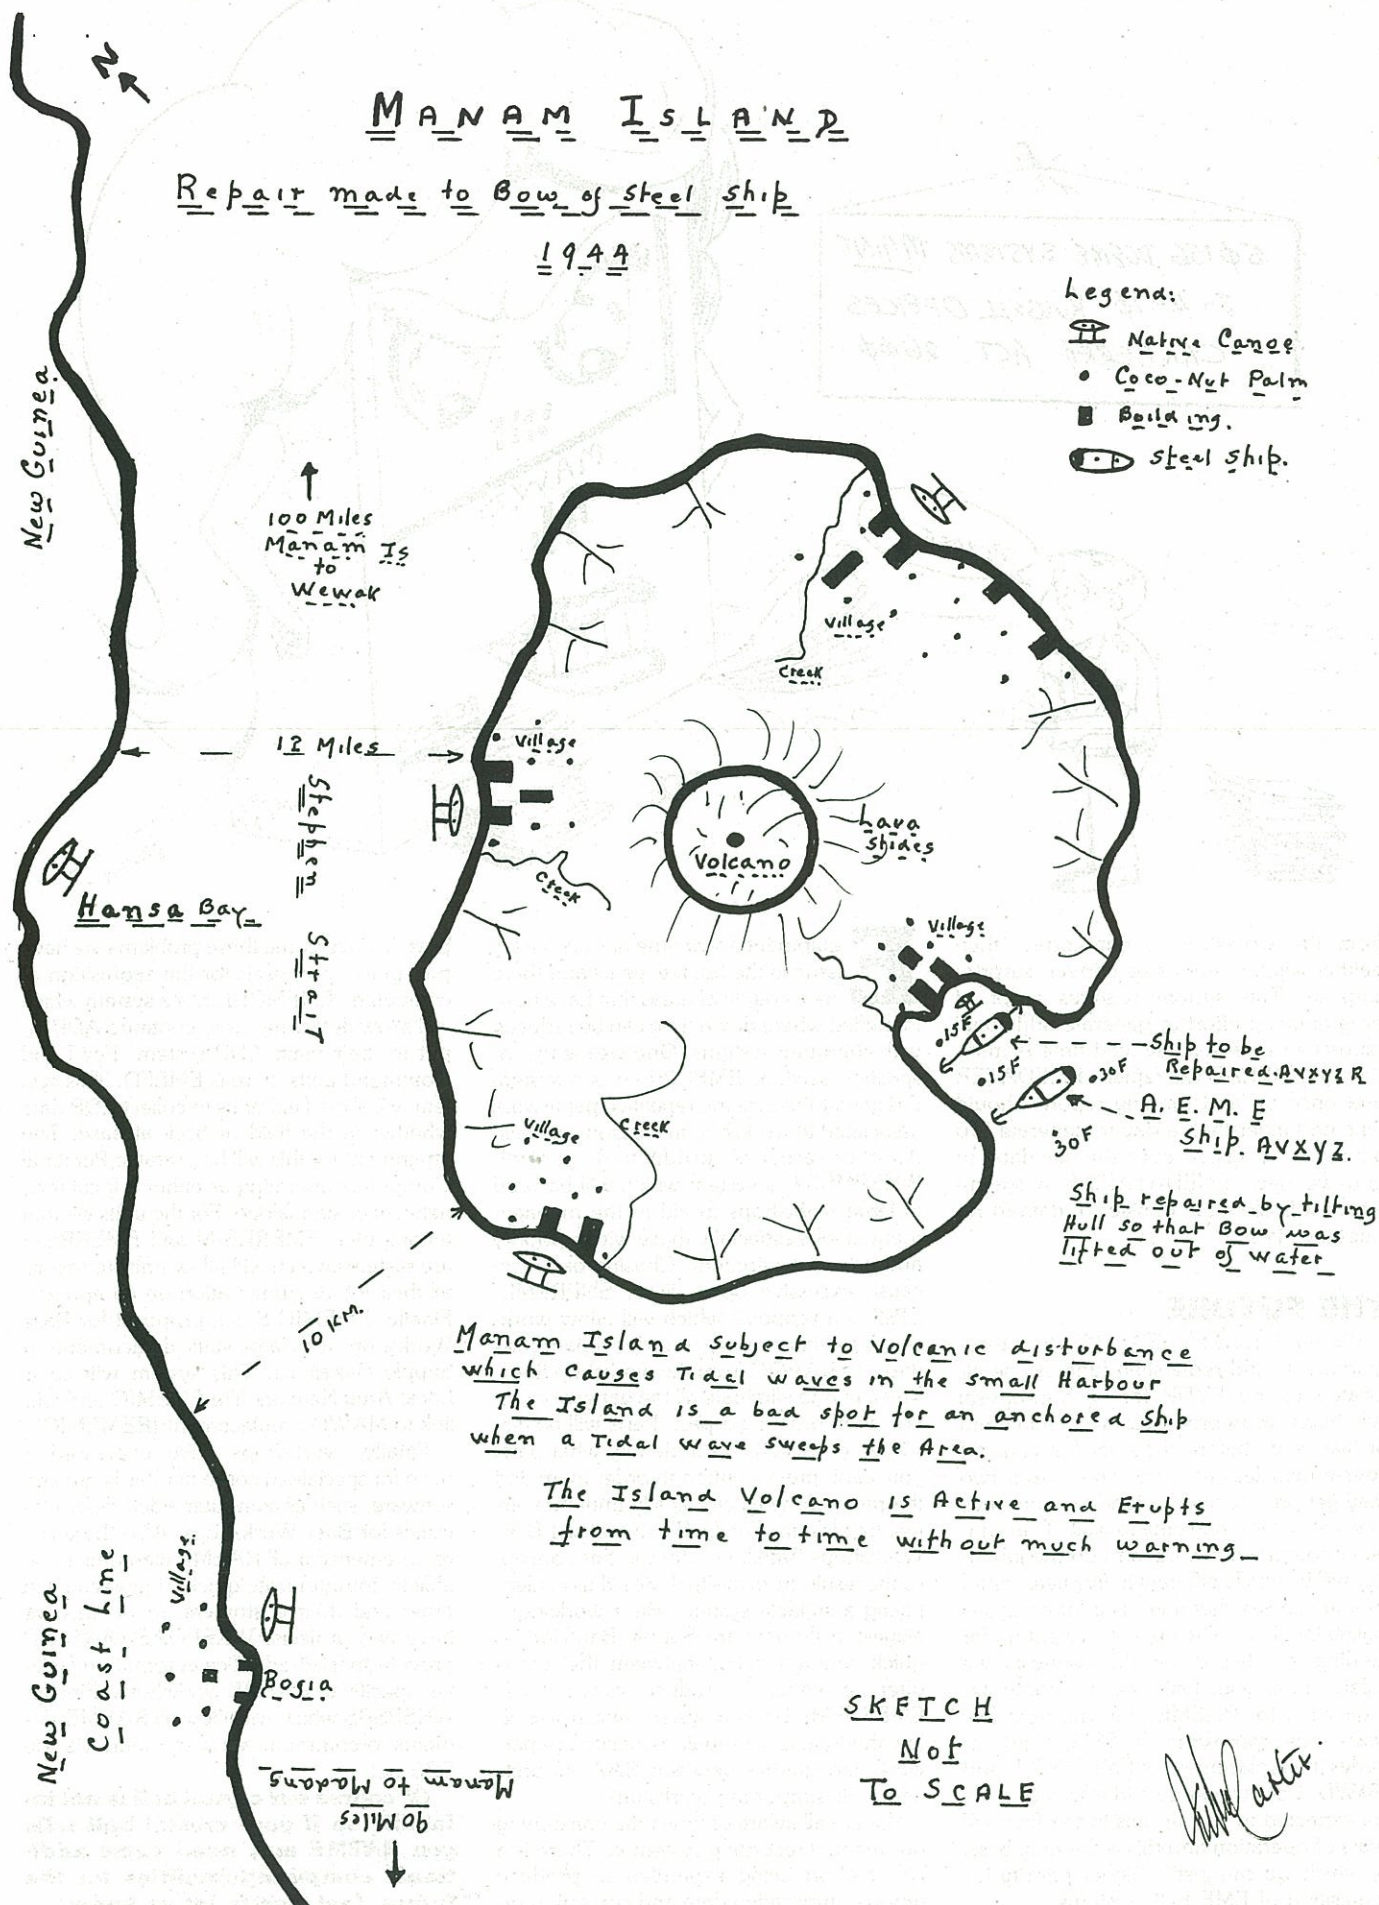 N
MANAM ISLAND
Repair made to Bow of Steel Ship
1944
Legend:
Native Canoe
Coco-Nut Palm
Building.
Steel Ship.
New Guinea
100 Miles
Manam Is
to
Wewak
Village
Creek
12 Miles
Village
Stephen Strait
Creek
Volcano
Lava
Slides
Hansa Bay
Village
.15F
.15F
Ship to be
Repaired. AVXYZ R
.30F
A. E. M. E
Ship. AVXYZ.
.30F
Village
Creek
Ship repaired by tilting
Hull so that Bow was
lifted out of water
10 KM.
Manam Island subject to Volcanic disturbance
which causes Tidal waves in the small Harbour
The Island is a bad spot for an anchored ship
when a Tidal wave sweeps the Area.
The Island Volcano is Active and Erupts
from time to time without much warning
Village
New Guinea
Coast Line
Bogia
Manam to Madang
90 Miles
SKETCH
Not
To SCALE